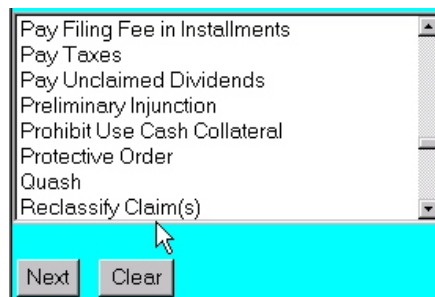 Pay Filing Fee in Installments
Pay Taxes
Pay Unclaimed Dividends
Preliminary Injunction
Prohibit Use Cash Collateral
Protective Order
Quash
Reclassify Claim(s)
Next Clear